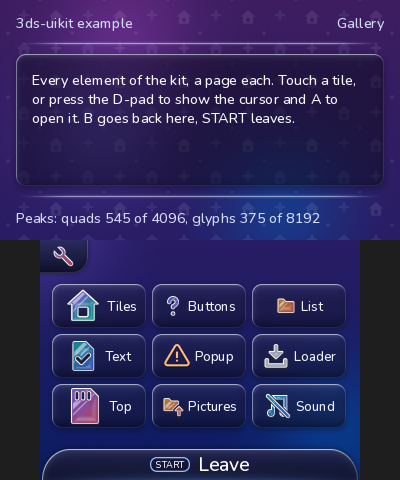 3ds-uikit example
Gallery
Every element of the kit, a page each. Touch a tile,
or press the D-pad to show the cursor and A to
open it. B goes back here, START leaves.
Peaks: quads 545 of 4096, glyphs 375 of 8192
Tiles
Buttons
List
Text
Popup
Loader
Top
Pictures
Sound
START Leave